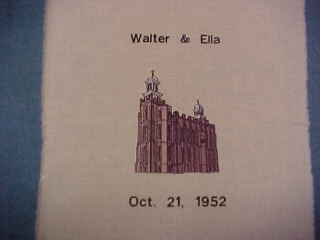 Walter & Ella
Oct. 21, 1952